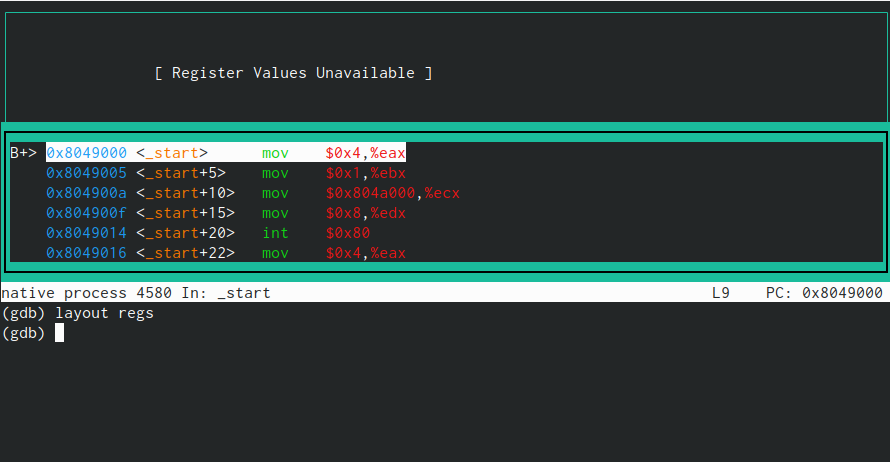 [ Register Values Unavailable ]
B+> 0x8049000 <_start> mov $0x4,%eax
0x8049005 <_start+5> mov $0x1,%ebx
0x804900a <_start+10> mov $0x804a000,%ecx
0x804900f <_start+15> mov $0x8,%edx
0x8049014 <_start+20> int $0x80
0x8049016 <_start+22> mov $0x4,%eax
native process 4580 In: _start L9 PC: 0x8049000
(gdb) layout regs
(gdb)